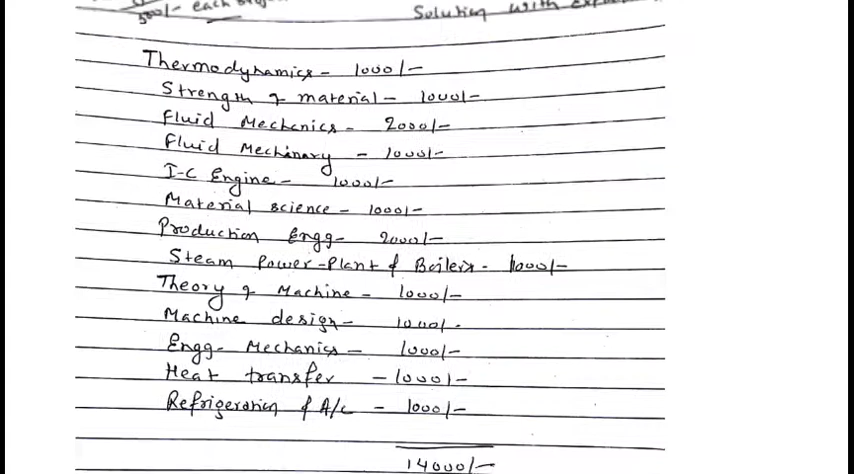 500/- each
Solution with
Thermodynamics - 1000/-
Strength of material - 1000/-
Fluid Mechenics - 2000/-
Fluid Mechinary - 1000/-
I-C Engine - 1000/-
Material science - 1000/-
Production Engg - 2000/-
Steam Power-Plant & Boilers - 1000/-
Theory of Machine - 1000/-
Machine design - 1000/-
Engg- Mechanics - 1000/-
Heat transfer - 1000/-
Refrigeration & A/c - 1000/-
14000/-